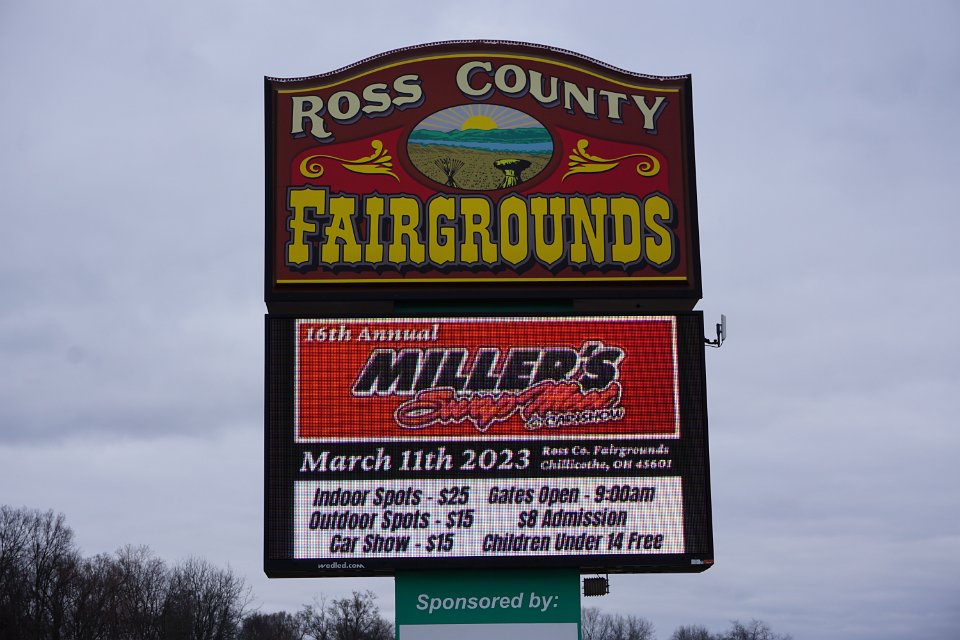 ROSS COUNTY
FAIRGROUNDS
16th Annual
MILLER'S
Swap Meet
& CAR SHOW
March 11th 2023
Ross Co. Fairgrounds
Chillicothe, OH 45601
Indoor Spots - $25
Outdoor Spots - $15
Car Show - $15
Gates Open - 9:00am
$8 Admission
Children Under 14 Free
wedled.com
Sponsored by: